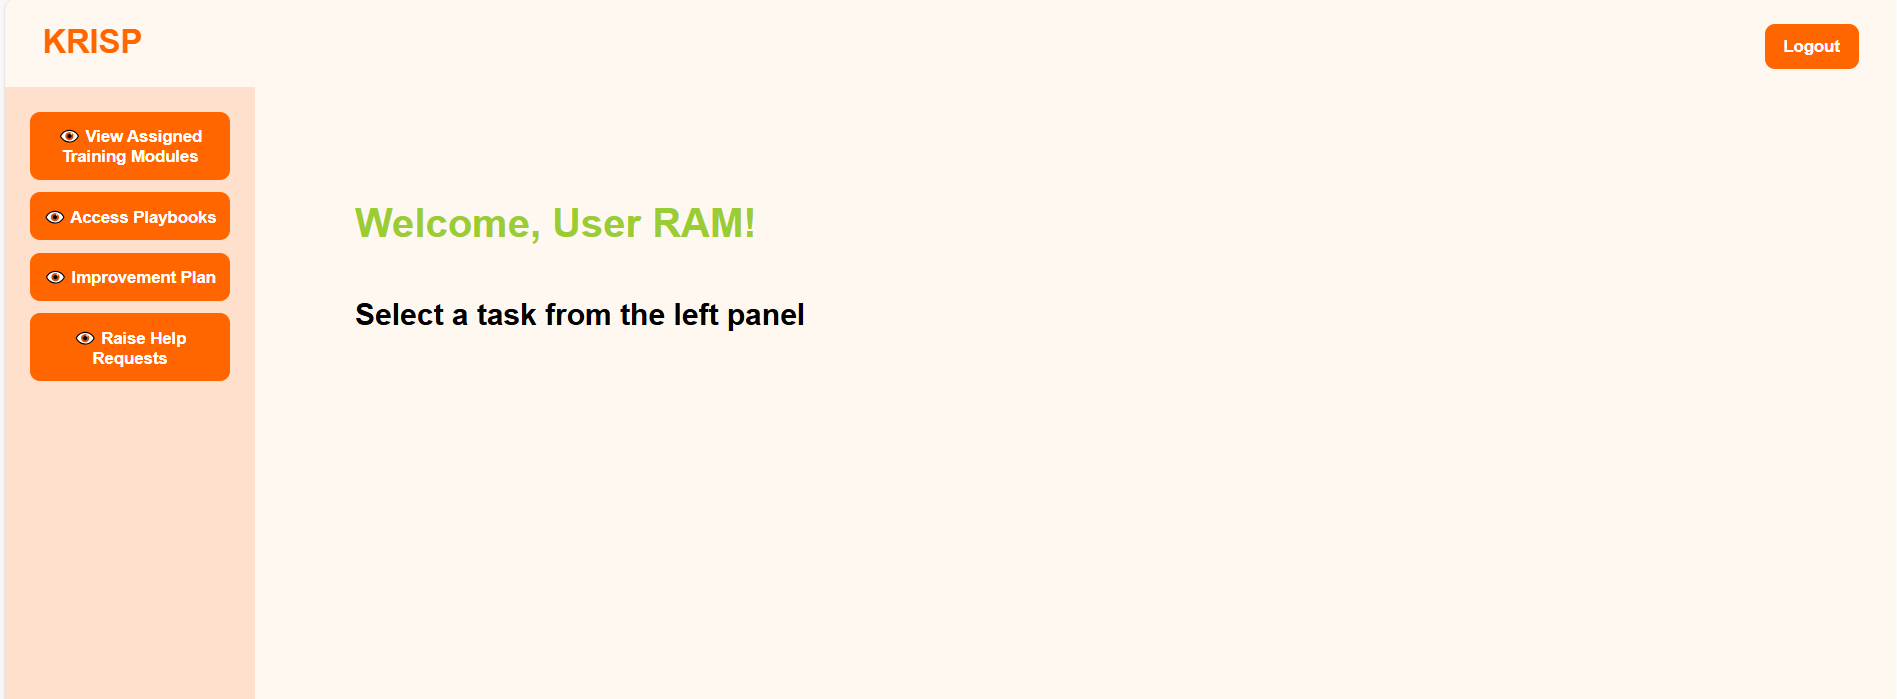 KRISP
Logout
👁 View Assigned
Training Modules
👁 Access Playbooks
👁 Improvement Plan
👁 Raise Help
Requests
Welcome, User RAM!
Select a task from the left panel